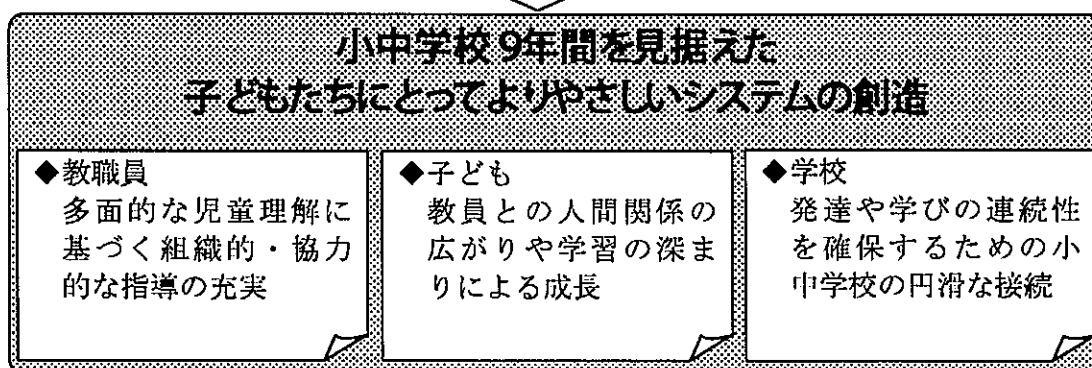 小中学校9年間を見据えた
子どもたちにとってよりやさしいシステムの創造
◆教職員
多面的な児童理解に
基づく組織的・協力
的な指導の充実
◆子ども
教員との人間関係の
広がりや学習の深ま
りによる成長
◆学校
発達や学びの連続性
を確保するための小
中学校の円滑な接続